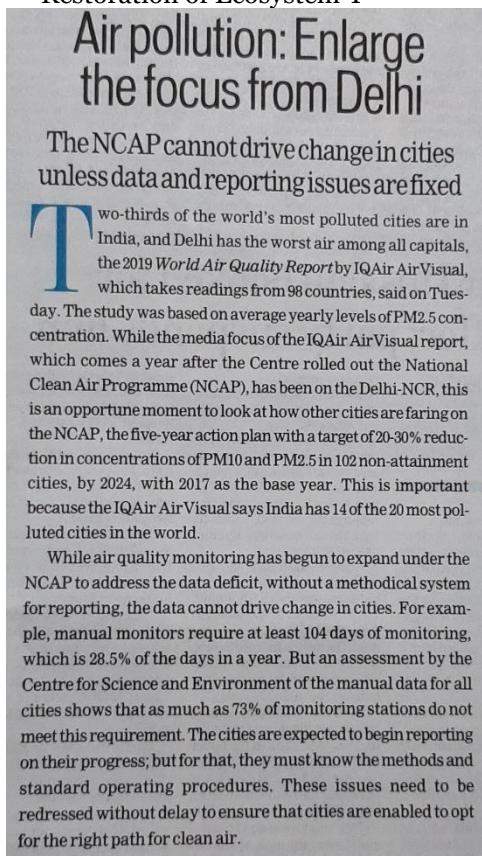 Restoration of Ecosystem-1
Air pollution: Enlarge
the focus from Delhi
The NCAP cannot drive change in cities
unless data and reporting issues are fixed
Two-thirds of the world's most polluted cities are in
India, and Delhi has the worst air among all capitals,
the 2019 World Air Quality Report by IQAir AirVisual,
which takes readings from 98 countries, said on Tues-
day. The study was based on average yearly levels of PM2.5 con-
centration. While the media focus of the IQAir AirVisual report,
which comes a year after the Centre rolled out the National
Clean Air Programme (NCAP), has been on the Delhi-NCR, this
is an opportune moment to look at how other cities are faring on
the NCAP, the five-year action plan with a target of 20-30% reduc-
tion in concentrations of PM10 and PM2.5 in 102 non-attainment
cities, by 2024, with 2017 as the base year. This is important
because the IQAir AirVisual says India has 14 of the 20 most pol-
luted cities in the world.
While air quality monitoring has begun to expand under the
NCAP to address the data deficit, without a methodical system
for reporting, the data cannot drive change in cities. For exam-
ple, manual monitors require at least 104 days of monitoring,
which is 28.5% of the days in a year. But an assessment by the
Centre for Science and Environment of the manual data for all
cities shows that as much as 73% of monitoring stations do not
meet this requirement. The cities are expected to begin reporting
on their progress; but for that, they must know the methods and
standard operating procedures. These issues need to be
redressed without delay to ensure that cities are enabled to opt
for the right path for clean air.